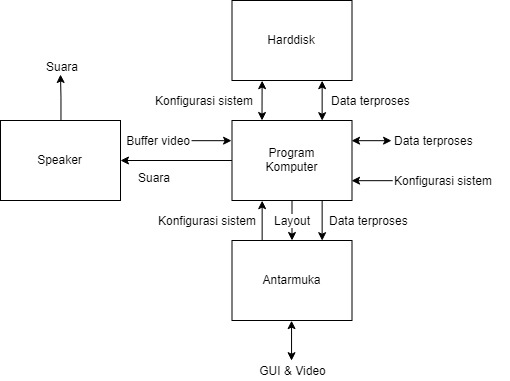 Harddisk
Suara
Konfigurasi sistem
Data terproses
Speaker
Buffer video
Program
Komputer
Data terproses
Suara
Konfigurasi sistem
Konfigurasi sistem
Layout
Data terproses
Antarmuka
GUI & Video